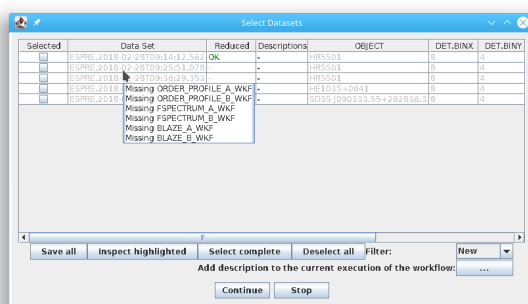 Select Datasets
Selected Data Set Reduced Descriptions OBJECT DET.BINX DET.BINY
ESPRE.2018-02-28T09:14:12.562 OK - HR5501 8 4
ESPRE.2018-02-28T09:25:51.078 - HR5501 8 4
ESPRE.2018-02-28T09:36:29.353 - - HR5501 8 4
ESPRE.2018- - HE1035+0641 8 4
ESPRE.2018- - SDSS J090333.55+262836.3 8 4
Missing ORDER_PROFILE_A_WKF
Missing ORDER_PROFILE_B_WKF
Missing FSPECTRUM_A_WKF
Missing FSPECTRUM_B_WKF
Missing BLAZE_A_WKF
Missing BLAZE_B_WKF
Save all Inspect highlighted Select complete Deselect all Filter: New
Add description to the current execution of the workflow: ...
Continue Stop